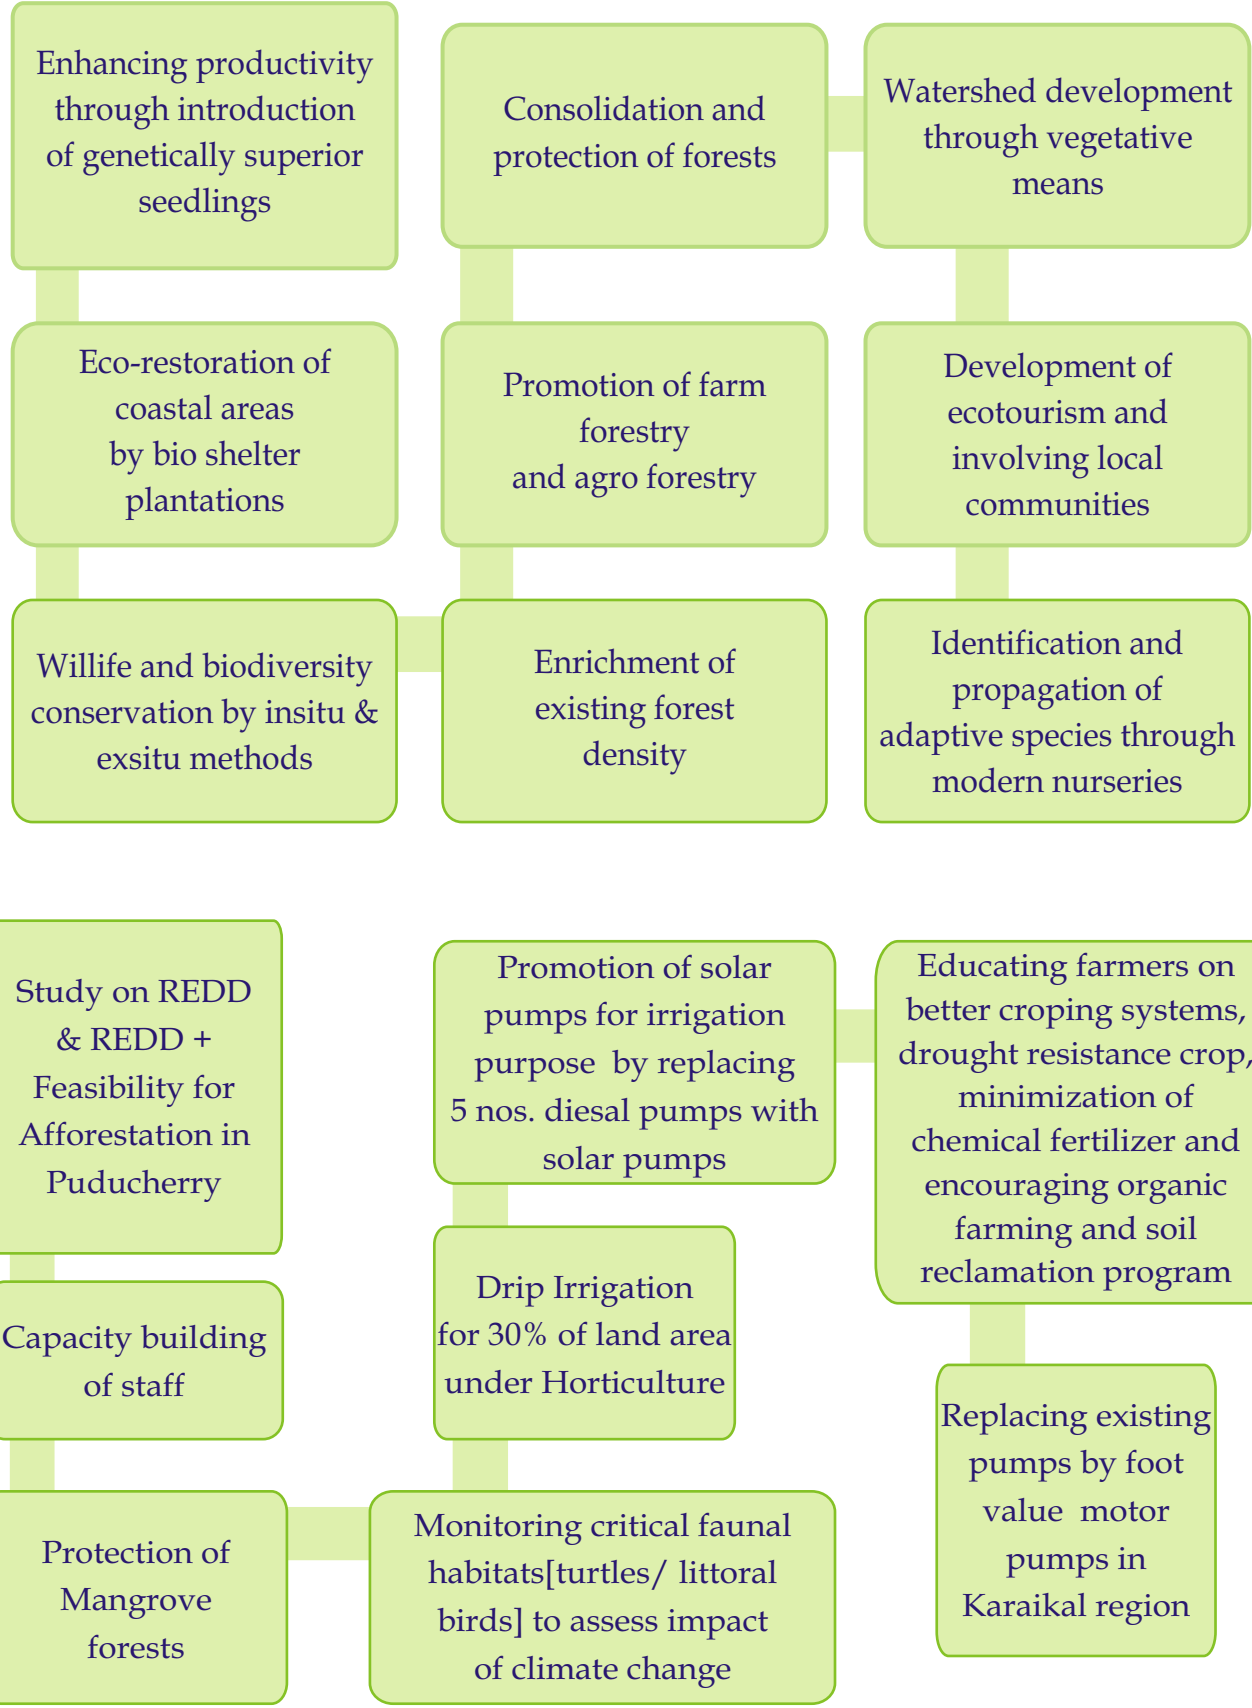 Enhancing productivity
through introduction
of genetically superior
seedlings
Eco-restoration of
coastal areas
by bio shelter
plantations
Willife and biodiversity
conservation by insitu &
exsitu methods
Enrichment of
existing forest
density
Promotion of farm
forestry
and agro forestry
Consolidation and
protection of forests
Watershed development
through vegetative
means
Development of
ecotourism and
involving local
communities
Identification and
propagation of
adaptive species through
modern nurseries
Study on REDD
& REDD +
Feasibility for
Afforestation in
Puducherry
Capacity building
of staff
Protection of
Mangrove
forests
Monitoring critical faunal
habitats[turtles/ littoral
birds] to assess impact
of climate change
Drip Irrigation
for 30% of land area
under Horticulture
Promotion of solar
pumps for irrigation
purpose by replacing
5 nos. diesal pumps with
solar pumps
Educating farmers on
better croping systems,
drought resistance crop,
minimization of
chemical fertilizer and
encouraging organic
farming and soil
reclamation program
Replacing existing
pumps by foot
value motor
pumps in
Karaikal region